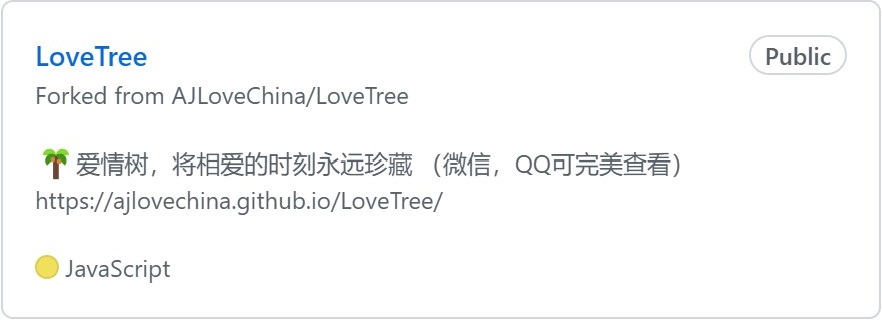 LoveTree
Public
Forked from AJLoveChina/LoveTree
🌴 爱情树，将相爱的时刻永远珍藏 （微信，QQ可完美查看）
https://ajlovechina.github.io/LoveTree/
JavaScript